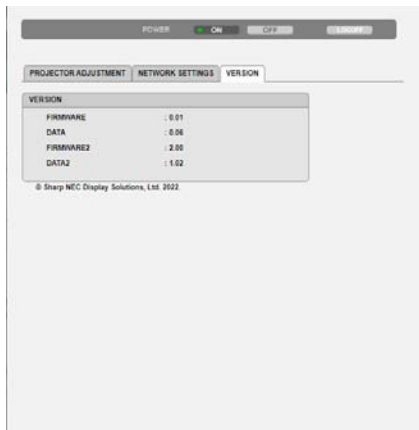 POWER ON OFF LOGOFF
PROJECTOR ADJUSTMENT NETWORK SETTINGS VERSION
VERSION
FIRMWARE : 0.01
DATA : 0.06
FIRMWARE2 : 2.00
DATA2 : 1.02
© Sharp NEC Display Solutions, Ltd. 2022.